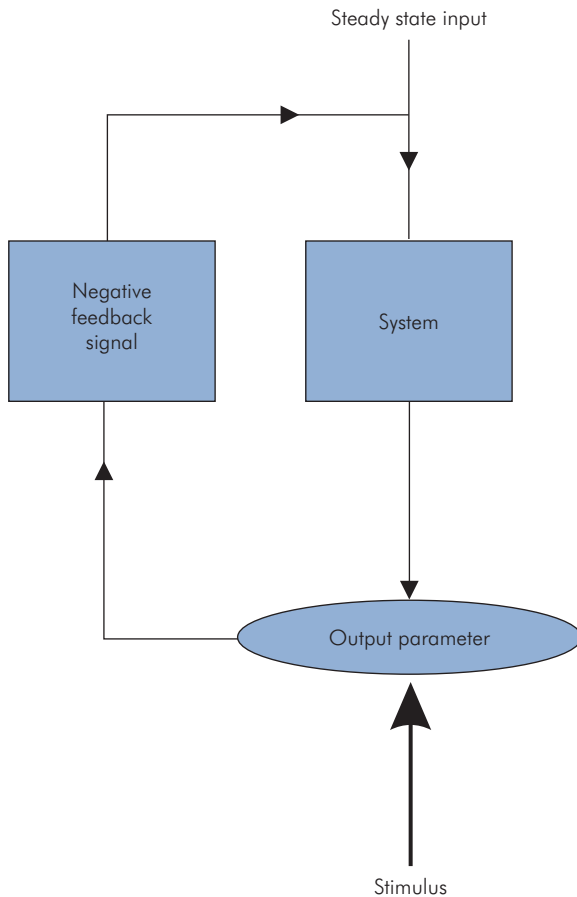 Steady state input
Negative
feedback
signal
System
Output parameter
Stimulus